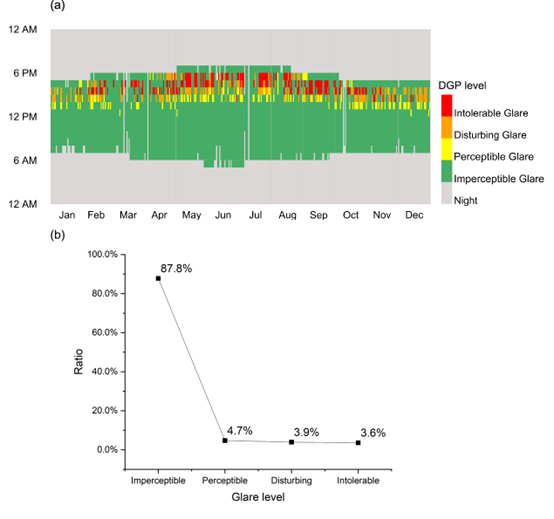 (a)
12 AM
6 PM
12 PM
6 AM
12 AM
Jan Feb Mar Apr May Jun Jul Aug Sep Oct Nov Dec
DGP level
Intolerable Glare
Disturbing Glare
Perceptible Glare
Imperceptible Glare
Night
(b)
100.0%
80.0%
60.0%
40.0%
20.0%
0.0%
Ratio
87.8%
4.7%
3.9%
3.6%
Imperceptible Perceptible Disturbing Intolerable
Glare level